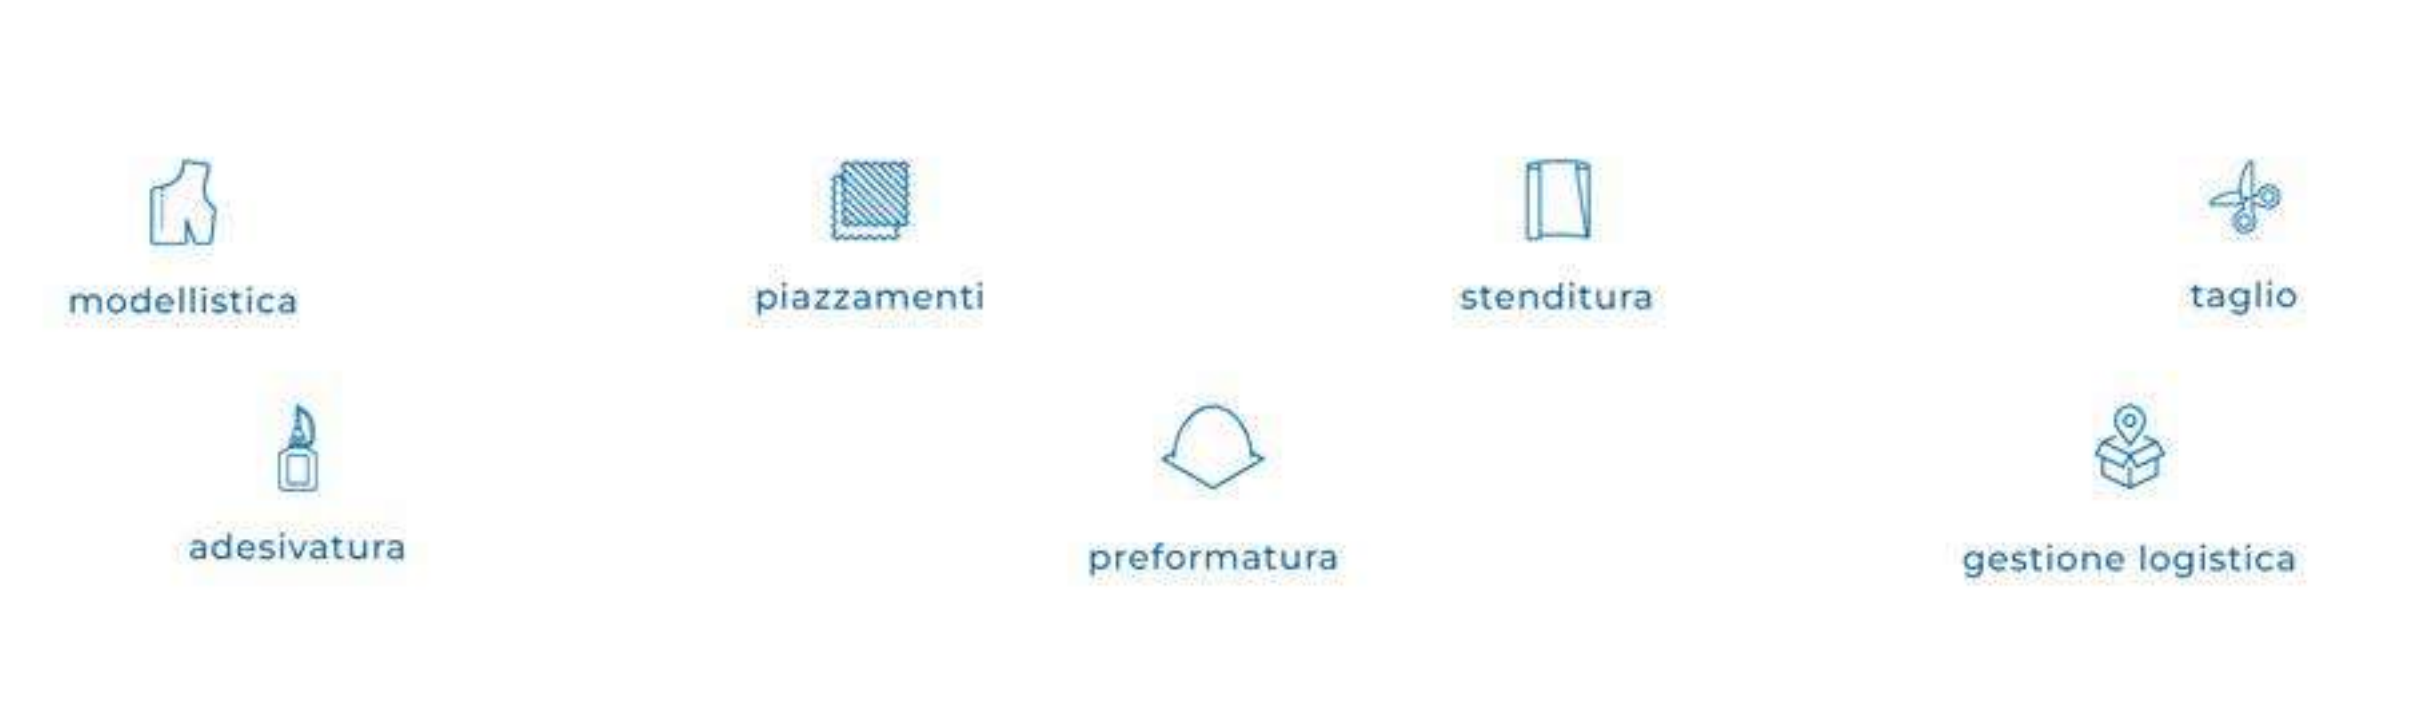 modellistica
piazzamenti
stenditura
taglio
adesivatura
preformatura
gestione logistica